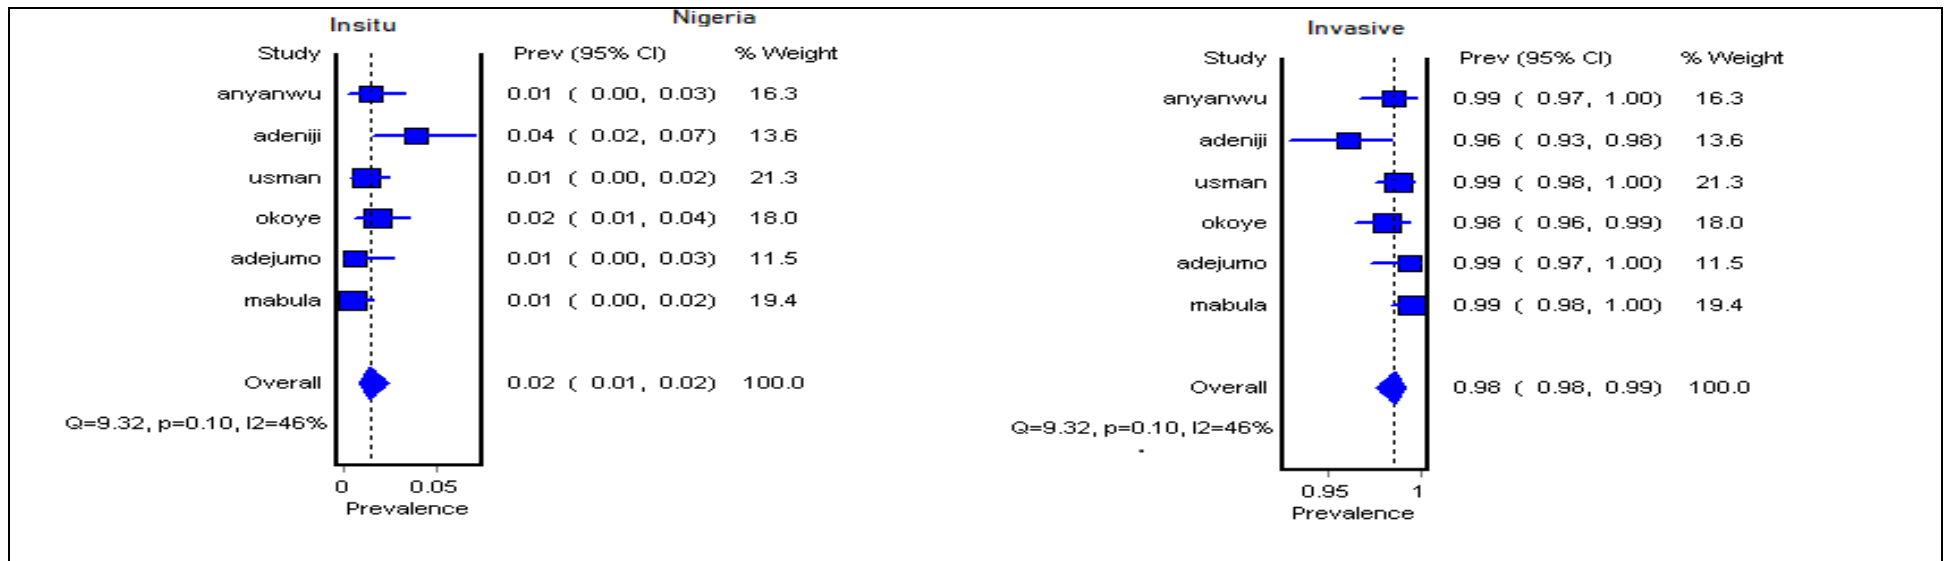 Nigeria
Insitu
Study Prev (95% CI) % Weight
anyanwu 0.01 ( 0.00, 0.03) 16.3
adeniji 0.04 ( 0.02, 0.07) 13.6
usman 0.01 ( 0.00, 0.02) 21.3
okoye 0.02 ( 0.01, 0.04) 18.0
adejumo 0.01 ( 0.00, 0.03) 11.5
mabula 0.01 ( 0.00, 0.02) 19.4
Overall 0.02 ( 0.01, 0.02) 100.0
Q=9.32, p=0.10, I2=46%
0 0.05
Prevalence
Invasive
Study Prev (95% CI) % Weight
anyanwu 0.99 ( 0.97, 1.00) 16.3
adeniji 0.96 ( 0.93, 0.98) 13.6
usman 0.99 ( 0.98, 1.00) 21.3
okoye 0.98 ( 0.96, 0.99) 18.0
adejumo 0.99 ( 0.97, 1.00) 11.5
mabula 0.99 ( 0.98, 1.00) 19.4
Overall 0.98 ( 0.98, 0.99) 100.0
Q=9.32, p=0.10, I2=46%
0.95 1
Prevalence